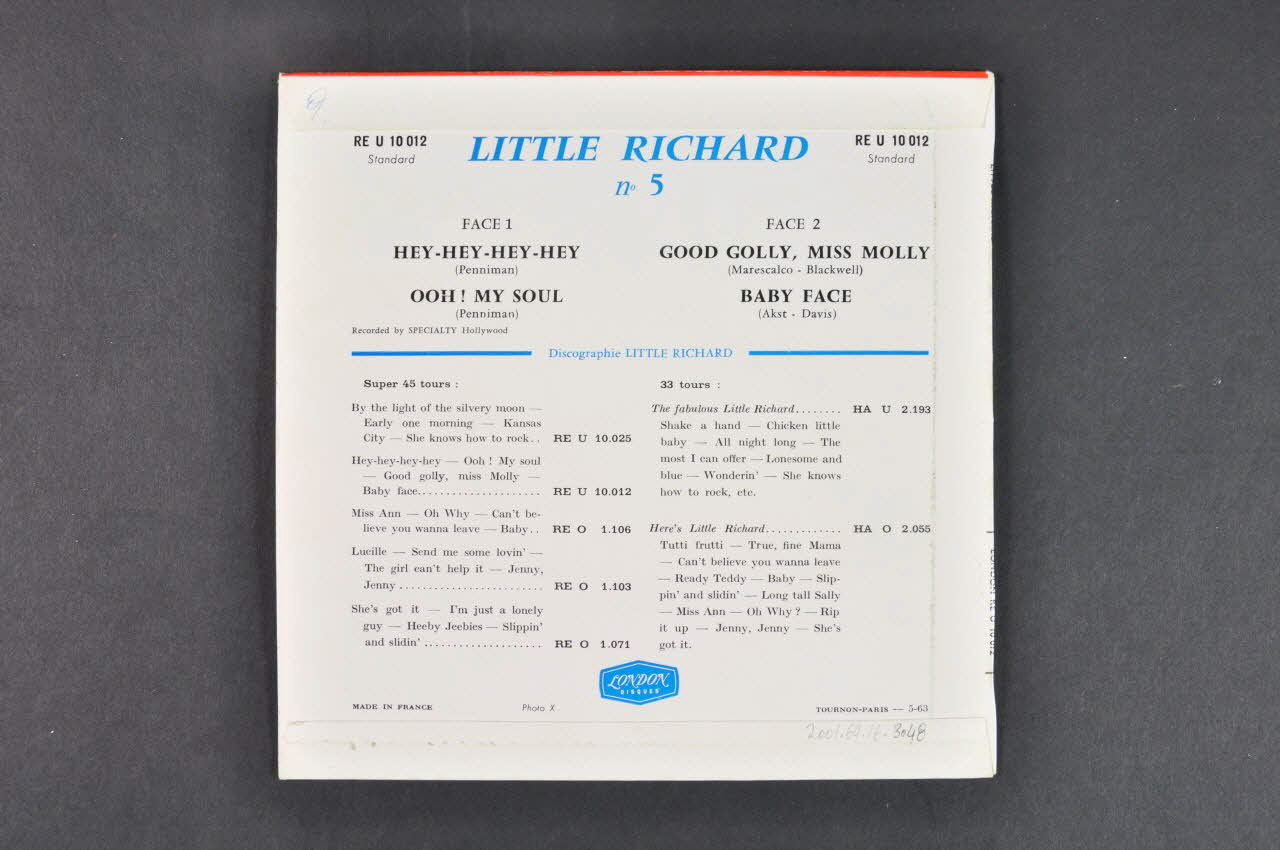 RE U 10 012
Standard
LITTLE RICHARD
nº 5
RE U 10 012
Standard
FACE 1
HEY-HEY-HEY-HEY
(Penniman)
OOH ! MY SOUL
(Penniman)
Recorded by SPECIALTY Hollywood
FACE 2
GOOD GOLLY, MISS MOLLY
(Marescalco - Blackwell)
BABY FACE
(Akst - Davis)
Discographie LITTLE RICHARD
Super 45 tours :
By the light of the silvery moon —
Early one morning — Kansas
City — She knows how to rock.. RE U 10.025
Hey-hey-hey-hey — Ooh ! My soul
— Good golly, miss Molly —
Baby face..................... RE U 10.012
Miss Ann — Oh Why — Can't be-
lieve you wanna leave — Baby.. RE O 1.106
Lucille — Send me some lovin' —
The girl can't help it — Jenny,
Jenny ......................... RE O 1.103
She's got it — I'm just a lonely
guy — Heeby Jeebies — Slippin'
and slidin' .................... RE O 1.071
33 tours :
The fabulous Little Richard........ HA U 2.193
Shake a hand — Chicken little
baby — All night long — The
most I can offer — Lonesome and
blue — Wonderin' — She knows
how to rock, etc.
Here's Little Richard............. HA O 2.055
Tutti frutti — True, fine Mama
— Can't believe you wanna leave
— Ready Teddy — Baby — Slip-
pin' and slidin' — Long tall Sally
— Miss Ann — Oh Why ? — Rip
it up — Jenny, Jenny — She's
got it.
LONDON
DISQUES
MADE IN FRANCE
Photo X
TOURNON-PARIS — 5-63
2001.64.16.3048